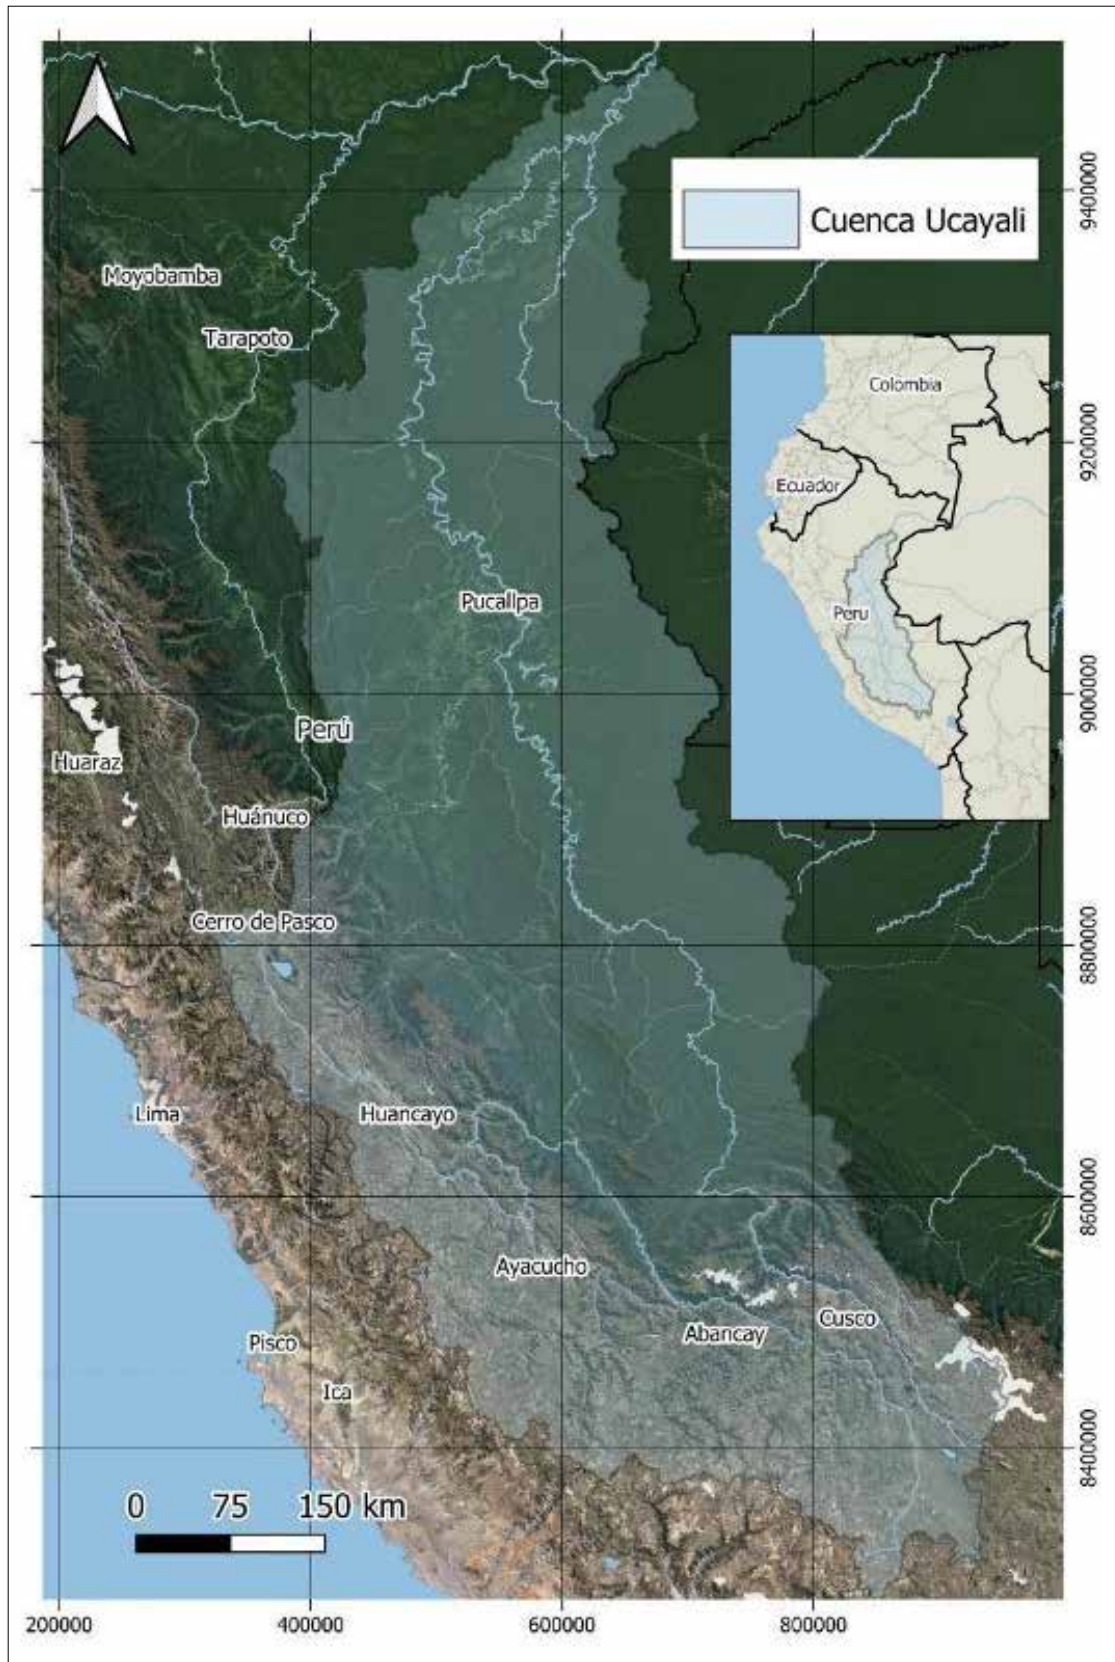 Cuenca Ucayali
9400000
Moyobamba
Tarapoto
Colombia
9200000
Ecuador
Pucallpa
Peru
9000000
Perú
Huaraz
Huánuco
Cerro de Pasco
8800000
Lima
Huancayo
8600000
Ayacucho
Cusco
Abancay
Pisco
Ica
8400000
0 75 150 km
200000 400000 600000 800000